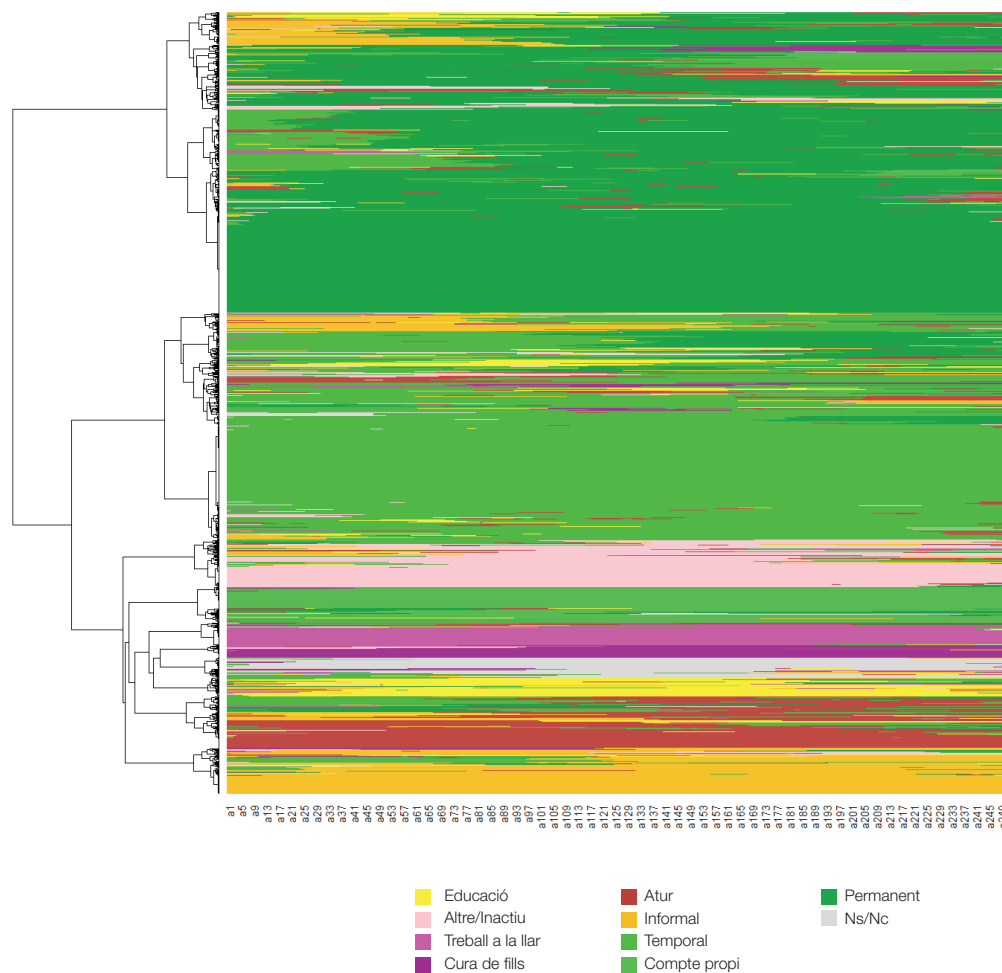 a1 a5 a9 a13 a17 a21 a25 a29 a33 a37 a41 a45 a49 a53 a57 a61 a65 a69 a73 a77 a81 a85 a89 a93 a97 a101 a105 a109 a113 a117 a121 a125 a129 a133 a137 a141 a145 a149 a153 a157 a161 a165 a169 a173 a177 a181 a185 a189 a193 a197 a201 a205 a209 a213 a217 a221 a225 a229 a233 a237 a241 a245 a249
Educació
Altre/Inactiu
Treball a la llar
Cura de fills
Atur
Informal
Temporal
Compte propi
Permanent
Ns/Nc